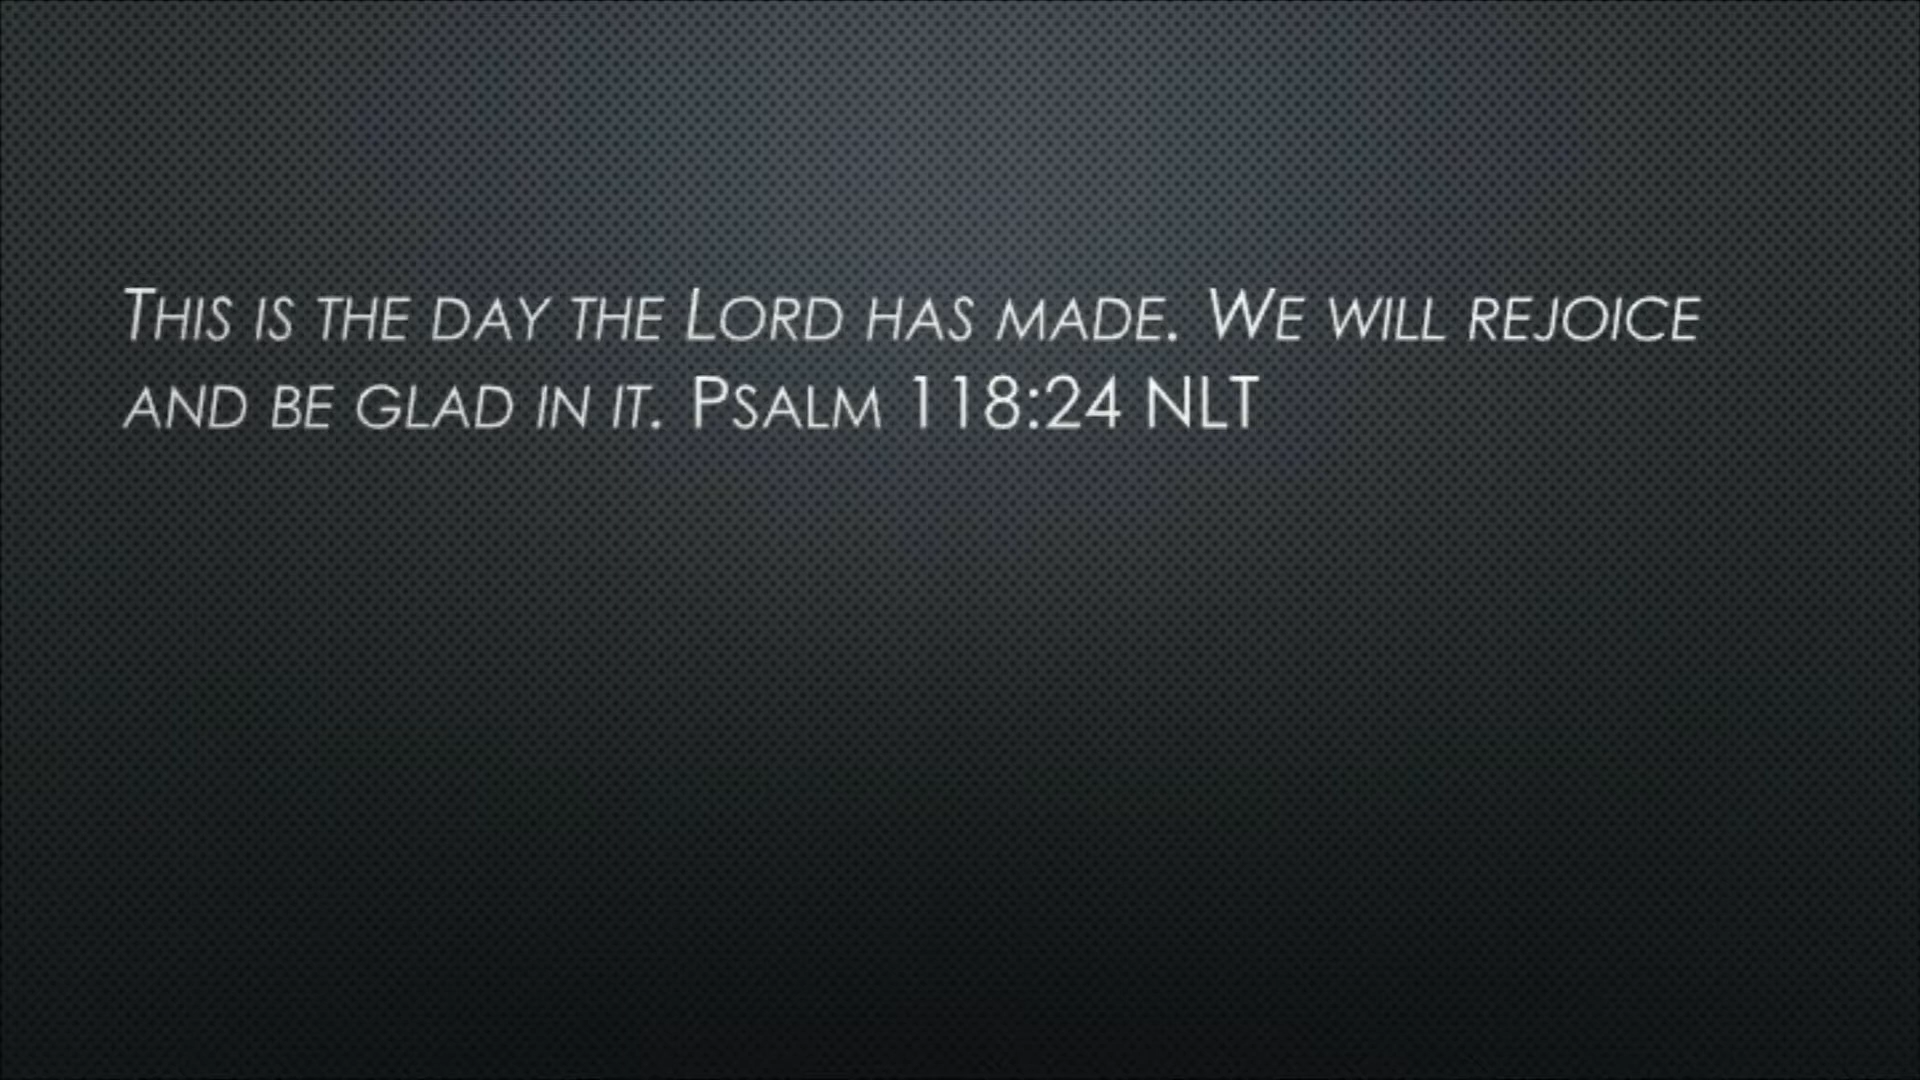 This is the day the Lord has made. We will rejoice
and be glad in it. Psalm 118:24 NLT